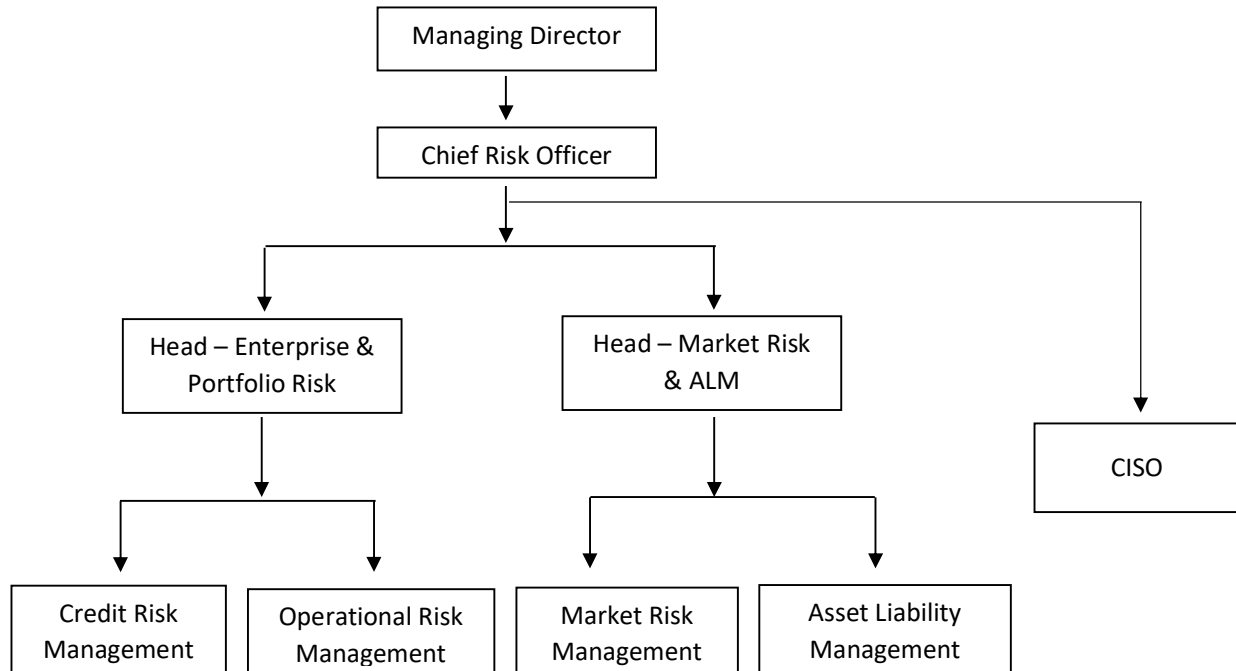 Managing Director
Chief Risk Officer
Head – Enterprise &
Portfolio Risk
Head – Market Risk
& ALM
CISO
Credit Risk
Management
Operational Risk
Management
Market Risk
Management
Asset Liability
Management